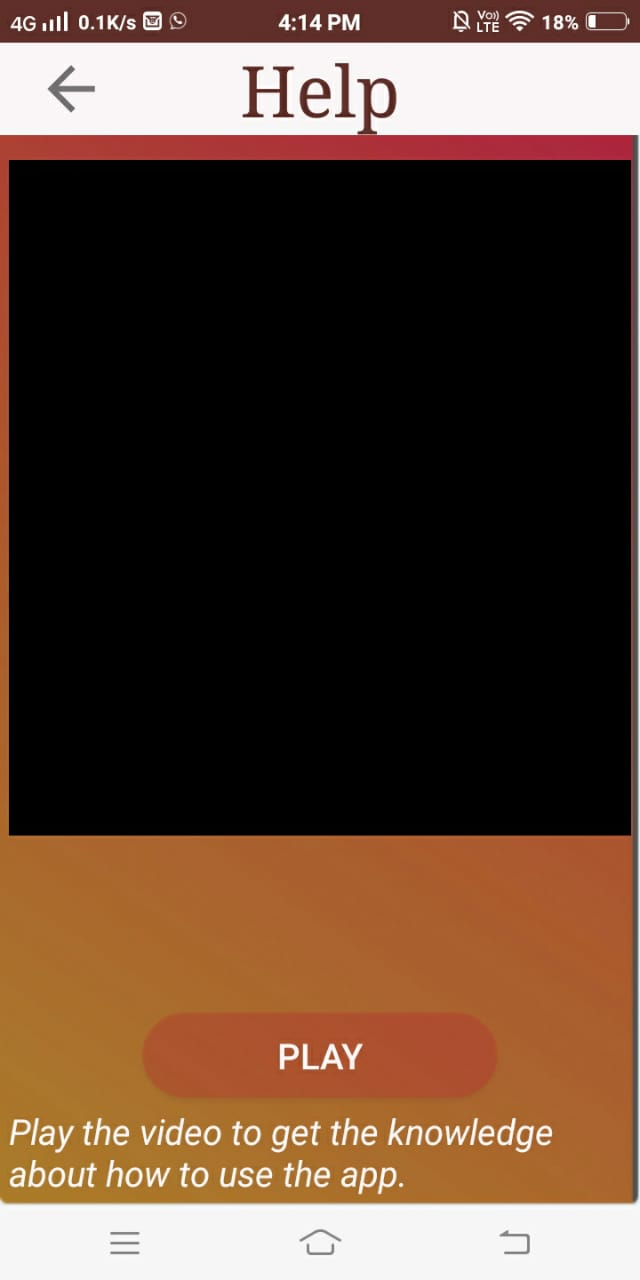 4G 0.1K/s 4:14 PM Vo)) LTE 18%
Help
PLAY
Play the video to get the knowledge
about how to use the app.